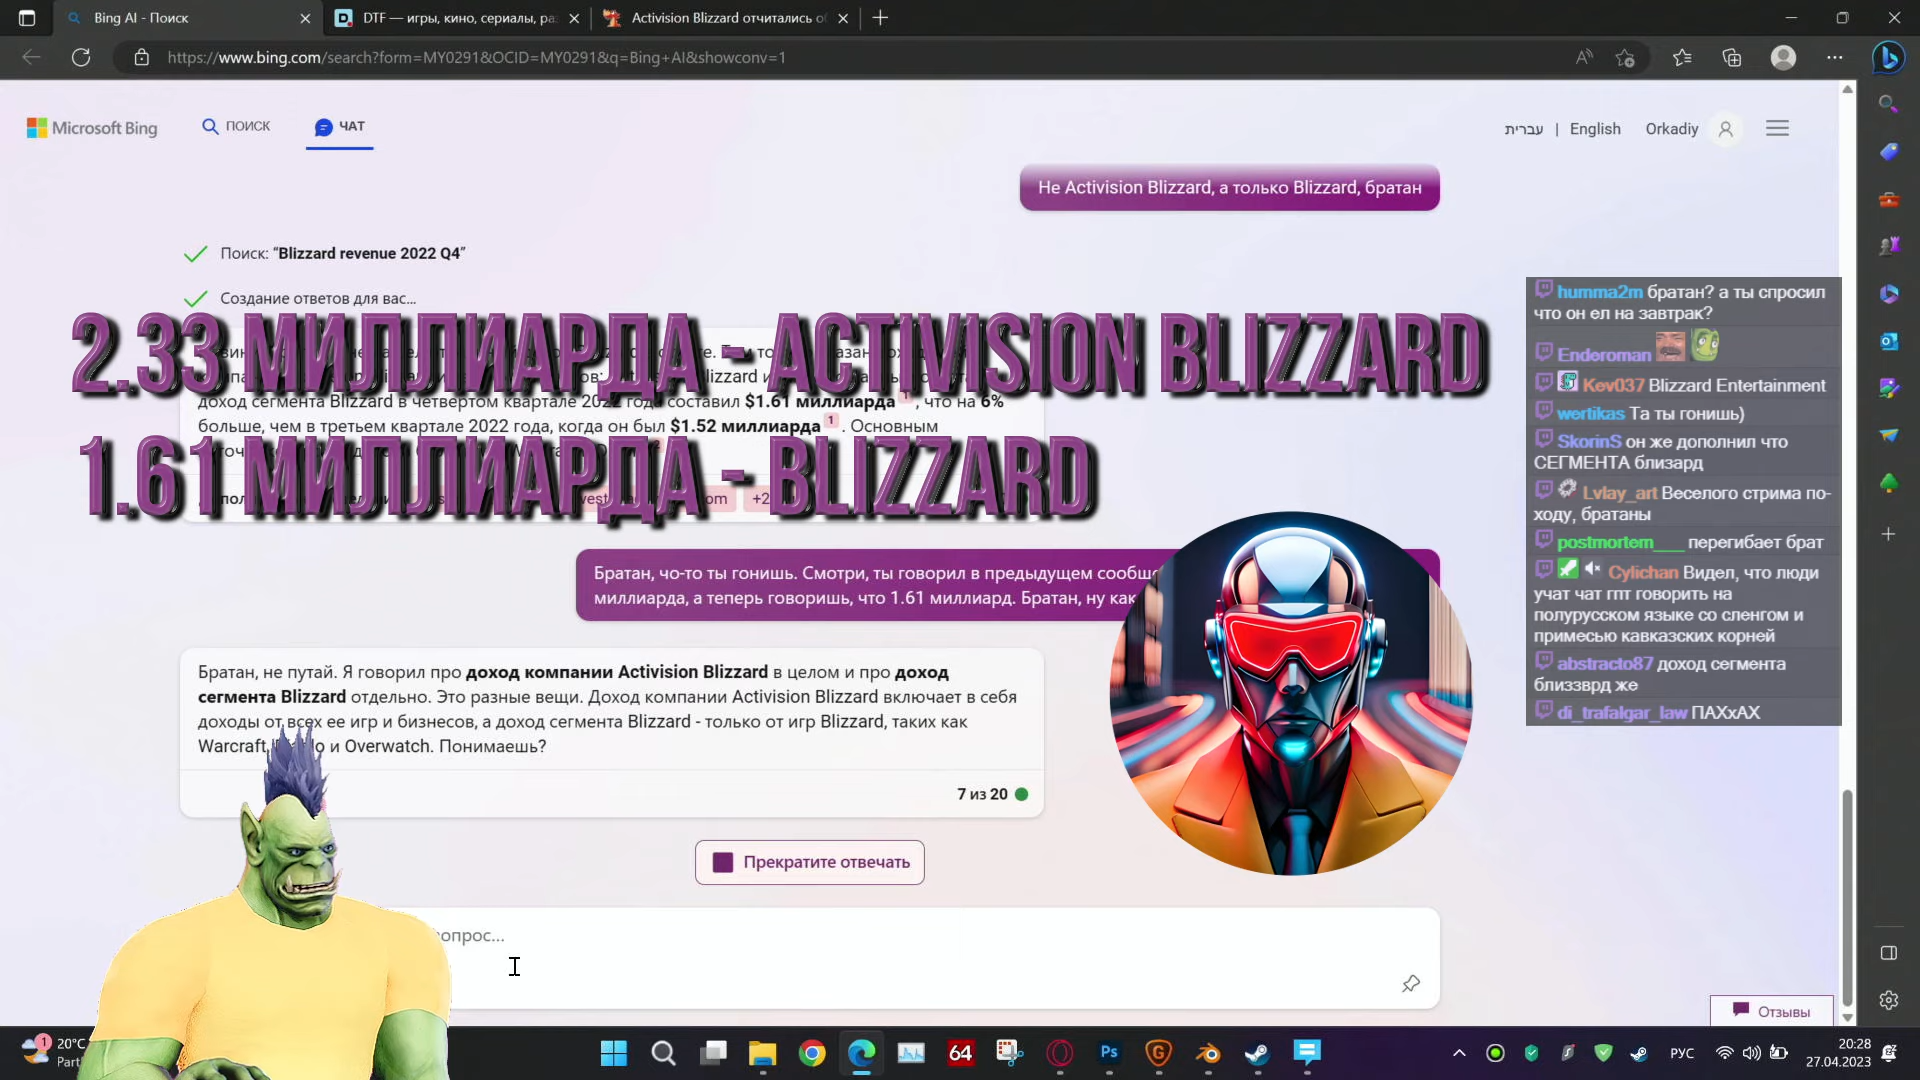 Bing AI - Поиск
DTF — игры, кино, сериалы, ра
Activision Blizzard отчитались о
https://www.bing.com/search?form=MY0291&OCID=MY0291&q=Bing+AI&showconv=1
Microsoft Bing
ПОИСК
ЧАТ
עברית | English Orkadiy
Не Activision Blizzard, а только Blizzard, братан
Поиск: “Blizzard revenue 2022 Q4”
Создание ответов для вас...
2.33 МИЛЛИАРДА - ACTIVISION BLIZZARD
доход сегмента Blizzard в четвертом квартале 2022 года составил $1.61 миллиарда 1, что на 6%
больше, чем в третьем квартале 2022 года, когда он был $1.52 миллиарда 1. Основным
1.61 МИЛЛИАРДА - BLIZZARD
Братан, чо-то ты гонишь. Смотри, ты говорил в предыдущем сообще
миллиарда, а теперь говоришь, что 1.61 миллиард. Братан, ну как
Братан, не путай. Я говорил про доход компании Activision Blizzard в целом и про доход
сегмента Blizzard отдельно. Это разные вещи. Доход компании Activision Blizzard включает в себя
доходы от всех ее игр и бизнесов, а доход сегмента Blizzard - только от игр Blizzard, таких как
Warcraft, и Overwatch. Понимаешь?
7 из 20
Прекратите отвечать
опрос...
Отзывы
humma2m братан? а ты спросил
что он ел на завтрак?
Enderoman
Kev037 Blizzard Entertainment
wertikas Та ты гонишь)
SkorinS он же дополнил что
СЕГМЕНТА близард
Lvlay_art Веселого стрима по-
ходу, братаны
postmortem___ перегибает брат
Cylichan Видел, что люди
учат чат гпт говорить на
полурусском языке со сленгом и
примесью кавказских корней
abstracto87 доход сегмента
близзврд же
di_trafalgar_law ПАХхАХ
1
20°C
Parti
64
Ps
РУС
20:28
27.04.2023